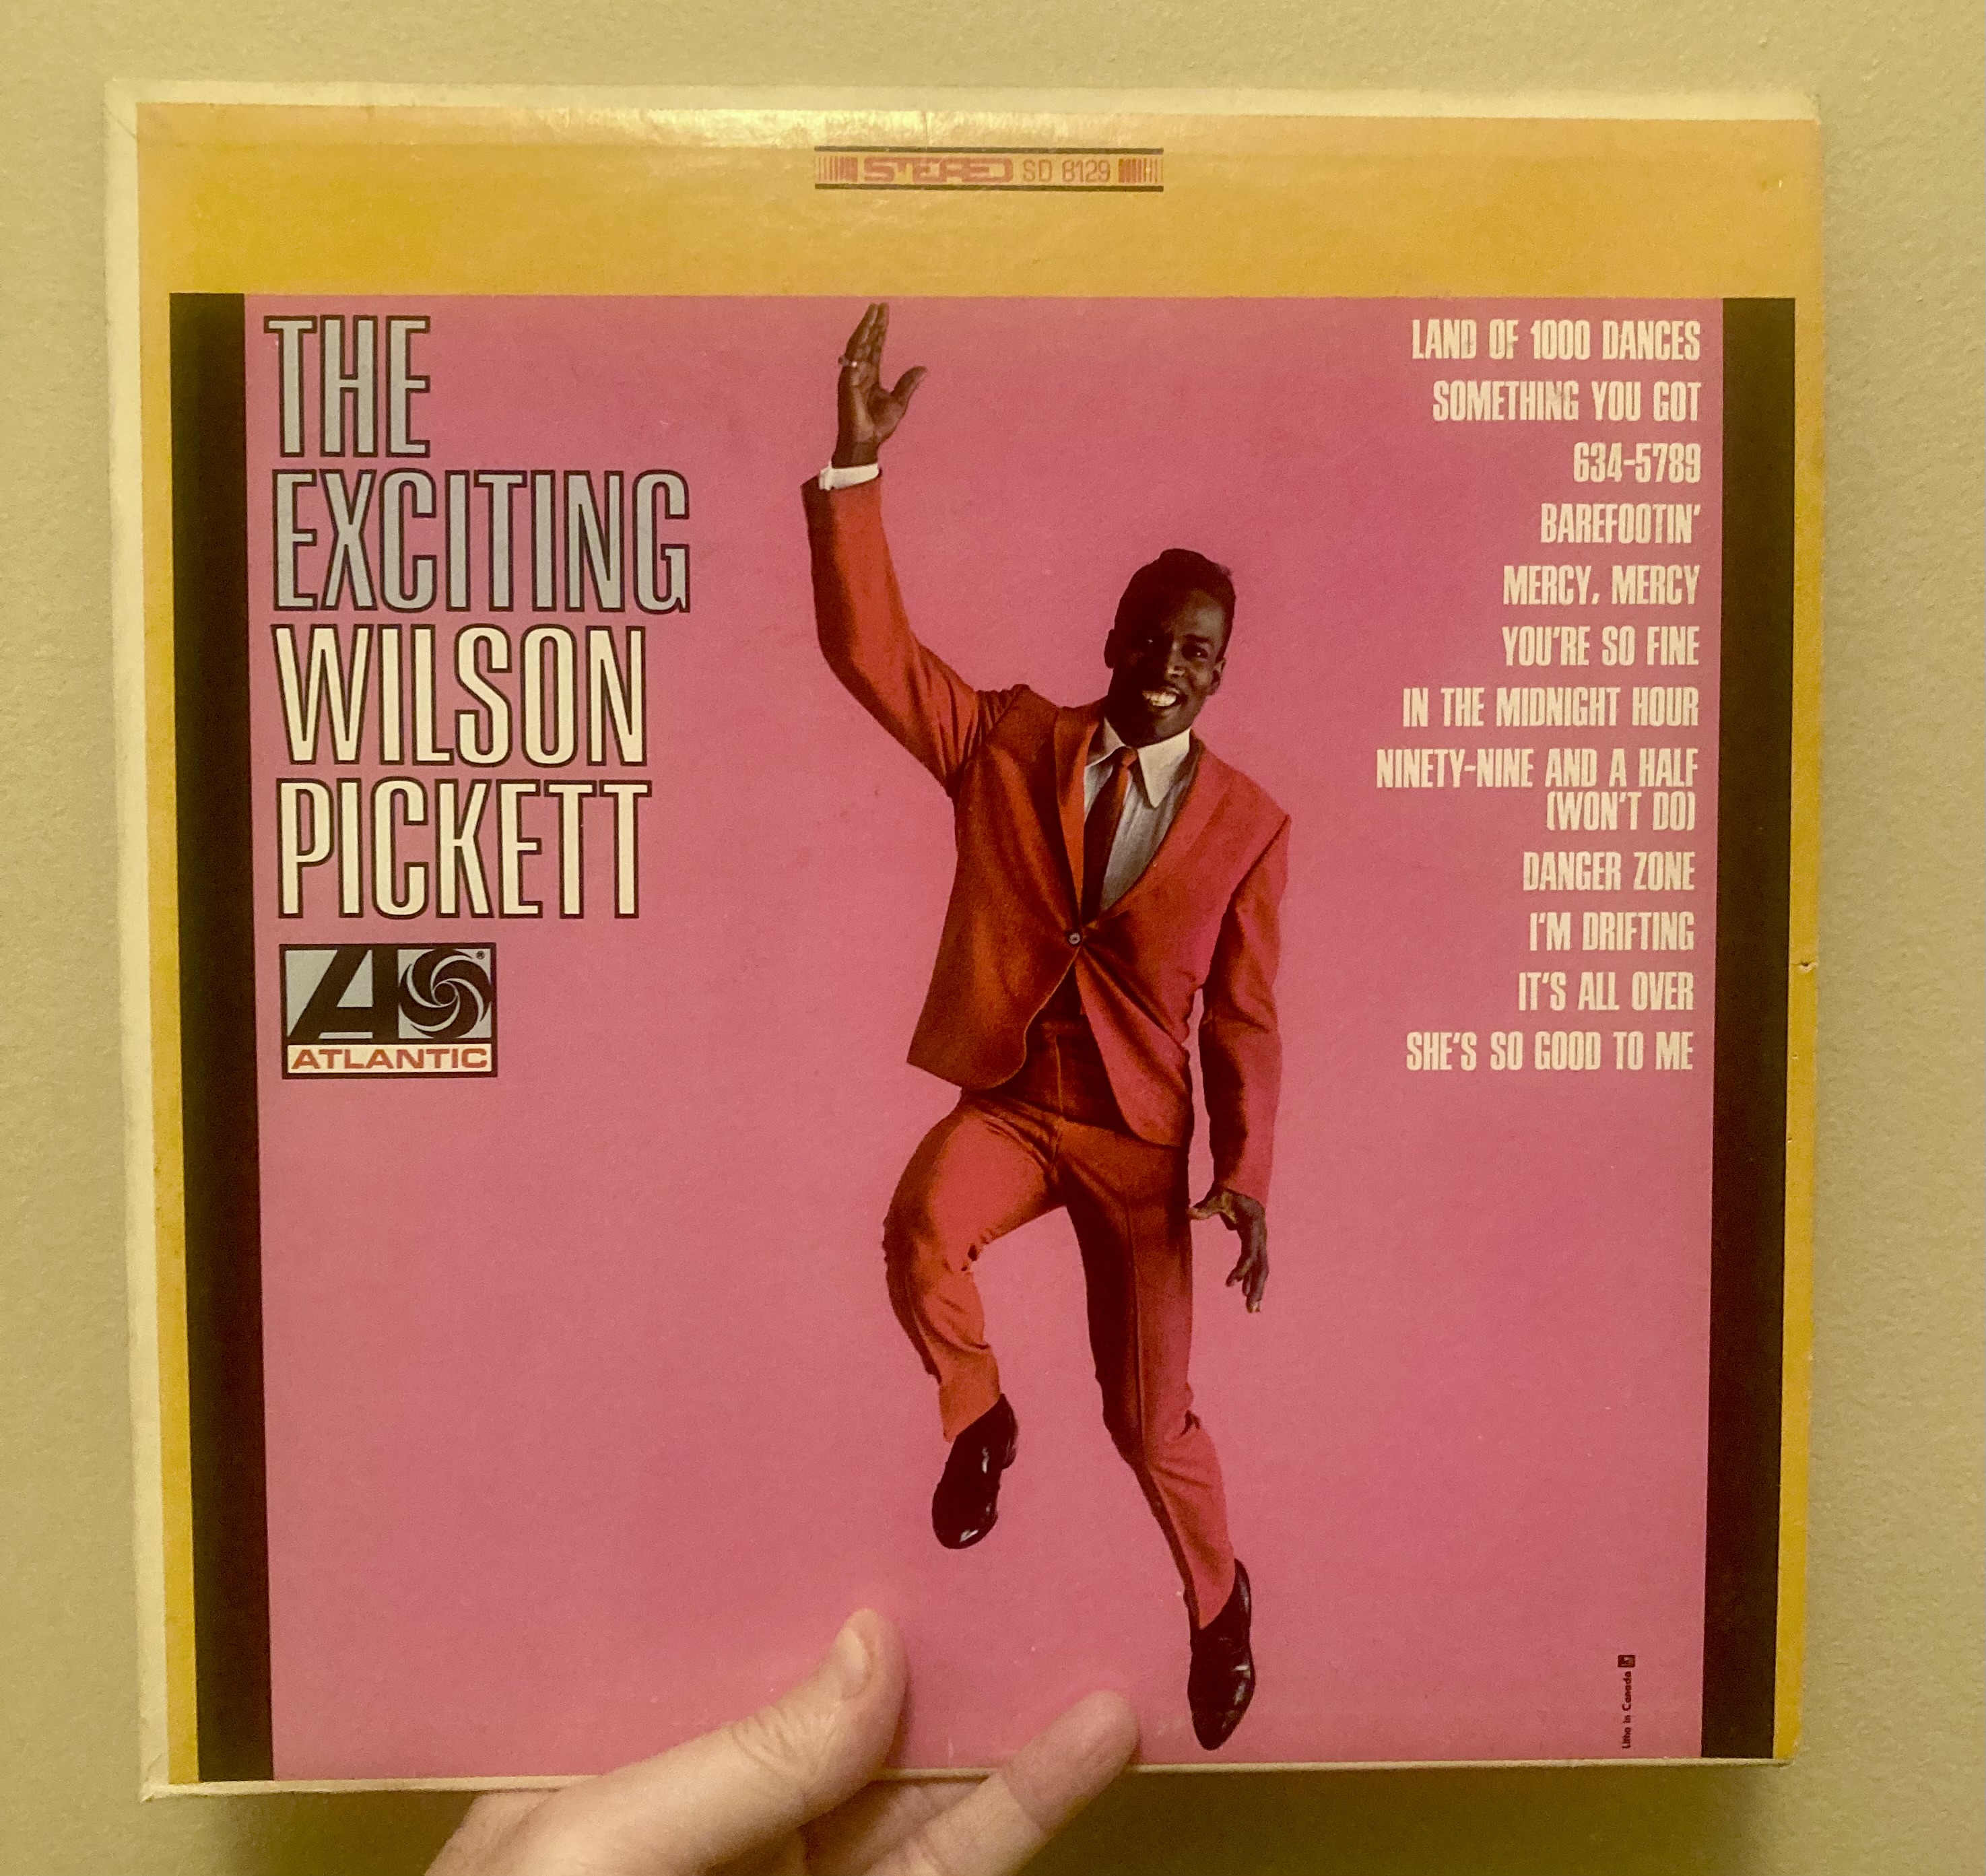 STEREO SD 8129
THE
EXCITING
WILSON
PICKETT
ATLANTIC
®
LAND OF 1000 DANCES
SOMETHING YOU GOT
634-5789
BAREFOOTIN'
MERCY, MERCY
YOU'RE SO FINE
IN THE MIDNIGHT HOUR
NINETY-NINE AND A HALF
(WON'T DO)
DANGER ZONE
I'M DRIFTING
IT'S ALL OVER
SHE'S SO GOOD TO ME
Litho in Canada